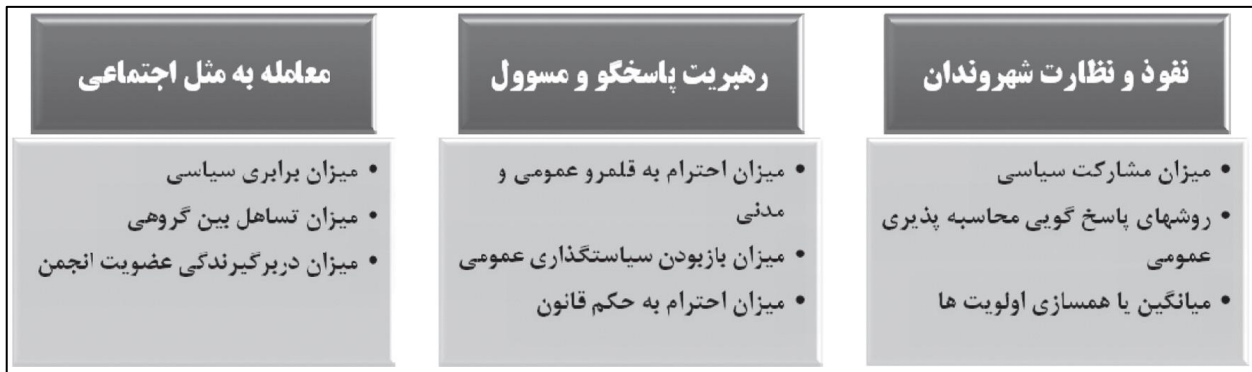 نفوذ و نظارت شهروندان
• میزان مشارکت سیاسی
• روشهای پاسخ گویی محاسبه پذیری
عمومی
• میانگین یا همسازی اولویت ها
رهبریت پاسخگو و مسوول
• میزان احترام به قلمرو عمومی و
مدنی
• میزان بازبودن سیاستگذاری عمومی
• میزان احترام به حکم قانون
معامله به مثل اجتماعی
• میزان برابری سیاسی
• میزان تساهل بین گروهی
• میزان دربرگیرندگی عضویت انجمن